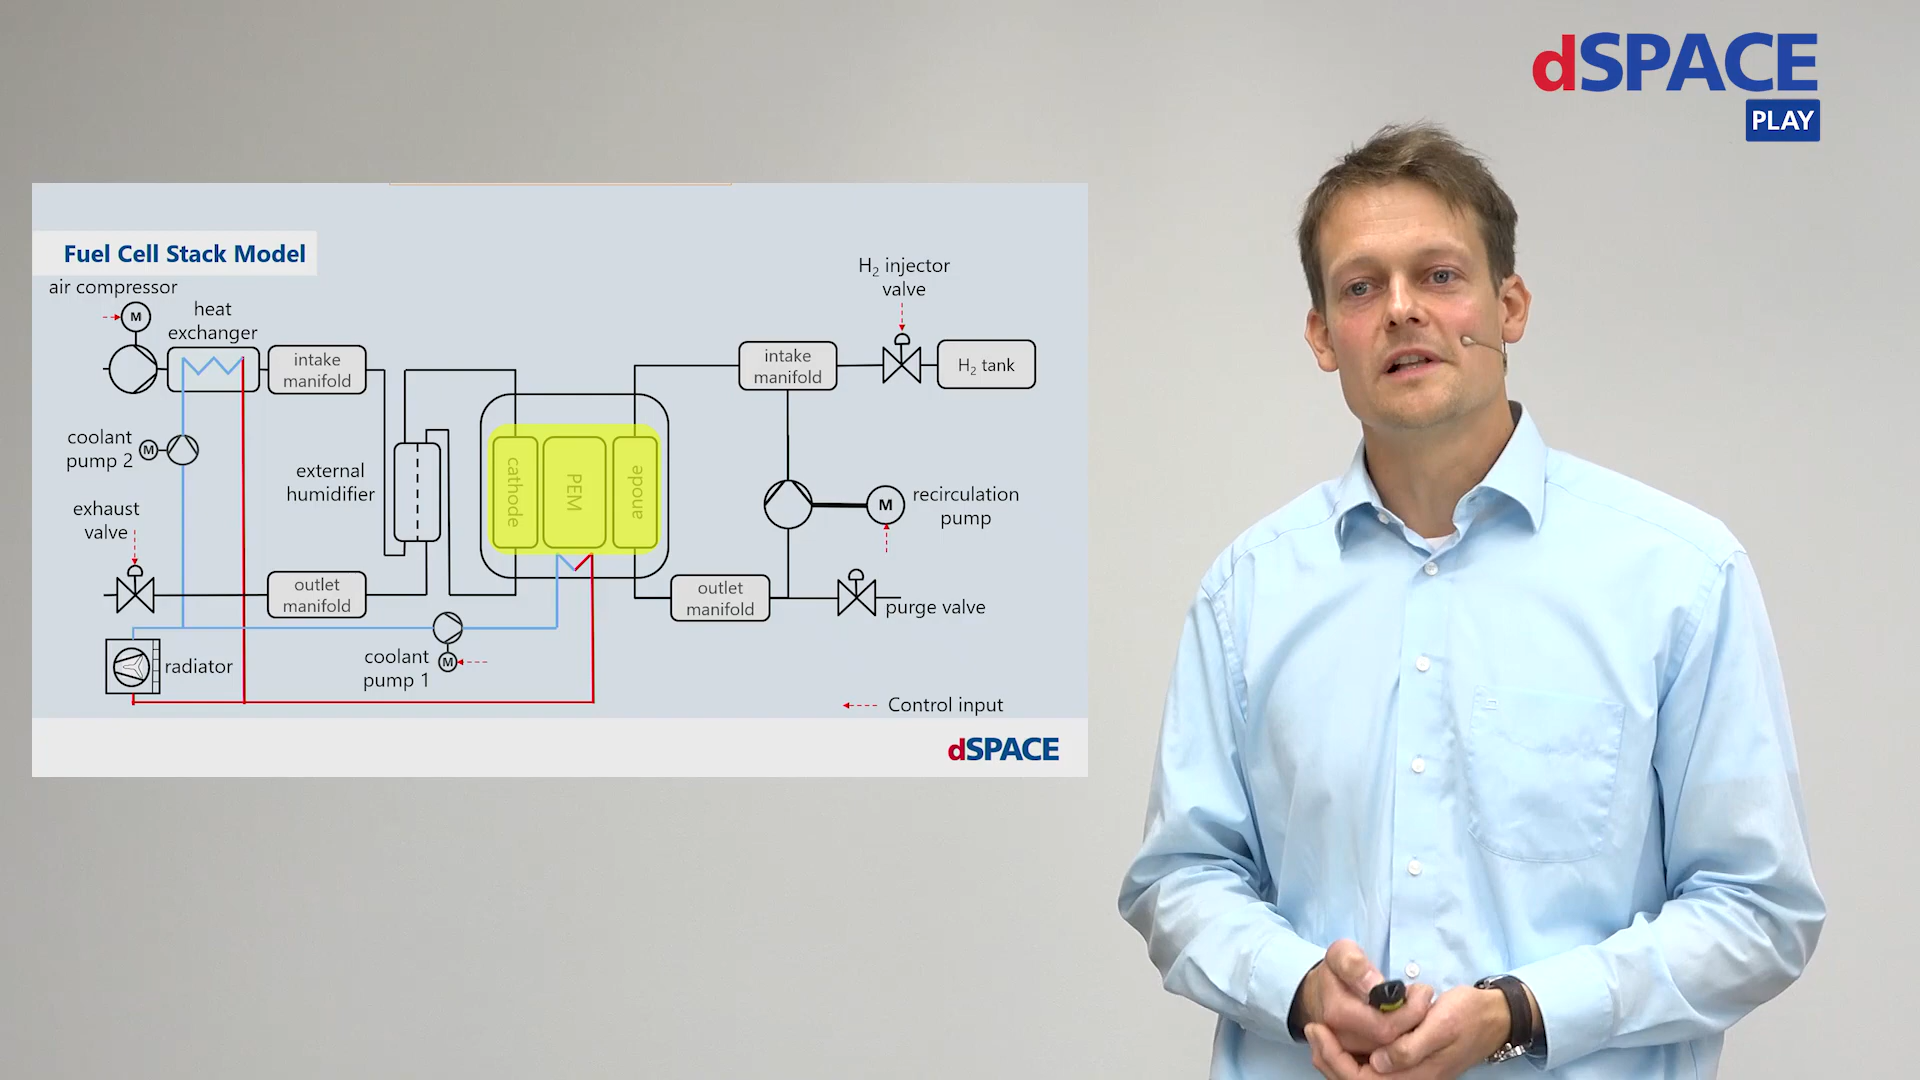 dSPACE
PLAY
Fuel Cell Stack Model
air compressor
M
heat
exchanger
intake
manifold
coolant
pump 2
M
external
humidifier
exhaust
valve
outlet
manifold
radiator
coolant
pump 1
M
cathode
PEM
anode
H₂ injector
valve
intake
manifold
H₂ tank
M
recirculation
pump
outlet
manifold
purge valve
Control input
dSPACE